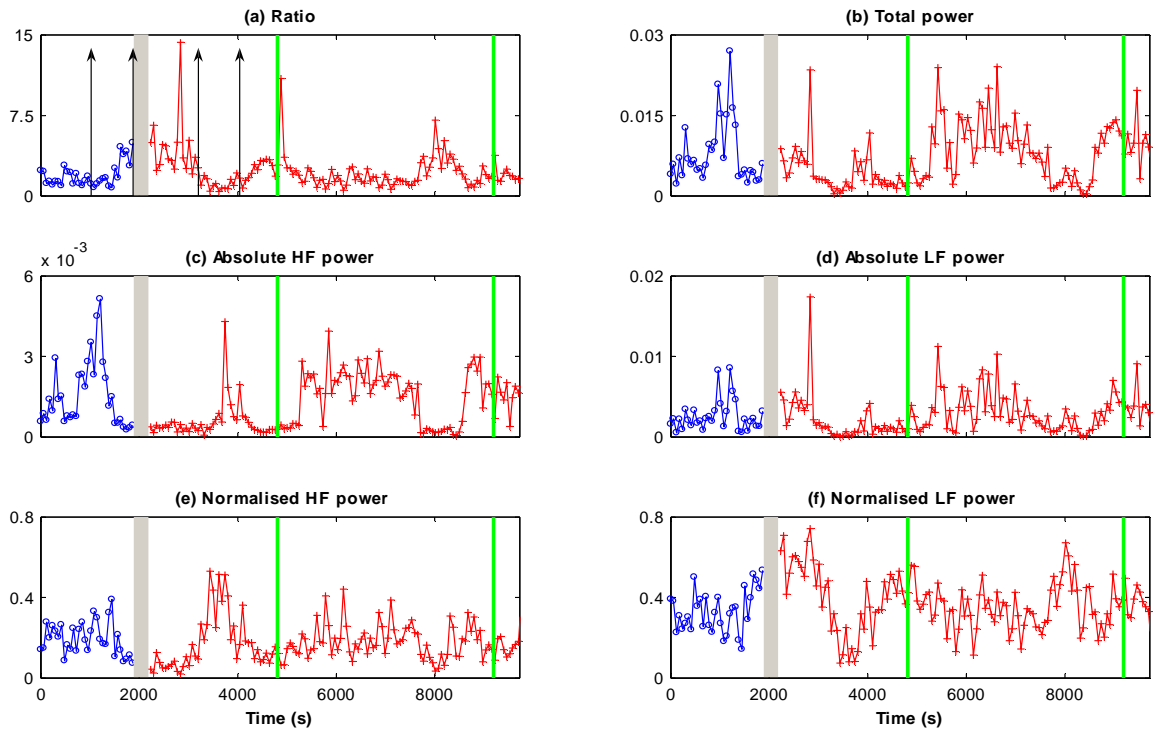 (a) Ratio
15
7.5
0
(b) Total power
0.03
0.015
0
x 10⁻³
(c) Absolute HF power
6
3
0
(d) Absolute LF power
0.02
0.01
0
(e) Normalised HF power
0.8
0.4
0
0 2000 4000 6000 8000
Time (s)
(f) Normalised LF power
0.8
0.4
0
0 2000 4000 6000 8000
Time (s)